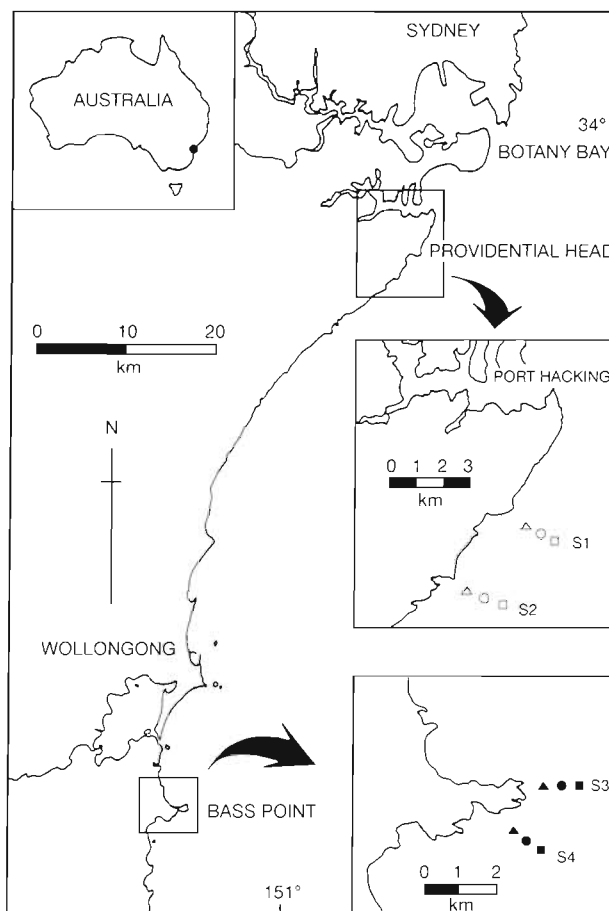 SYDNEY
AUSTRALIA
34°
BOTANY BAY
PROVIDENTIAL HEAD
0 10 20
km
PORT HACKING
N
0 1 2 3
km
S1
S2
WOLLONGONG
S3
BASS POINT
S4
0 1 2
km
151°